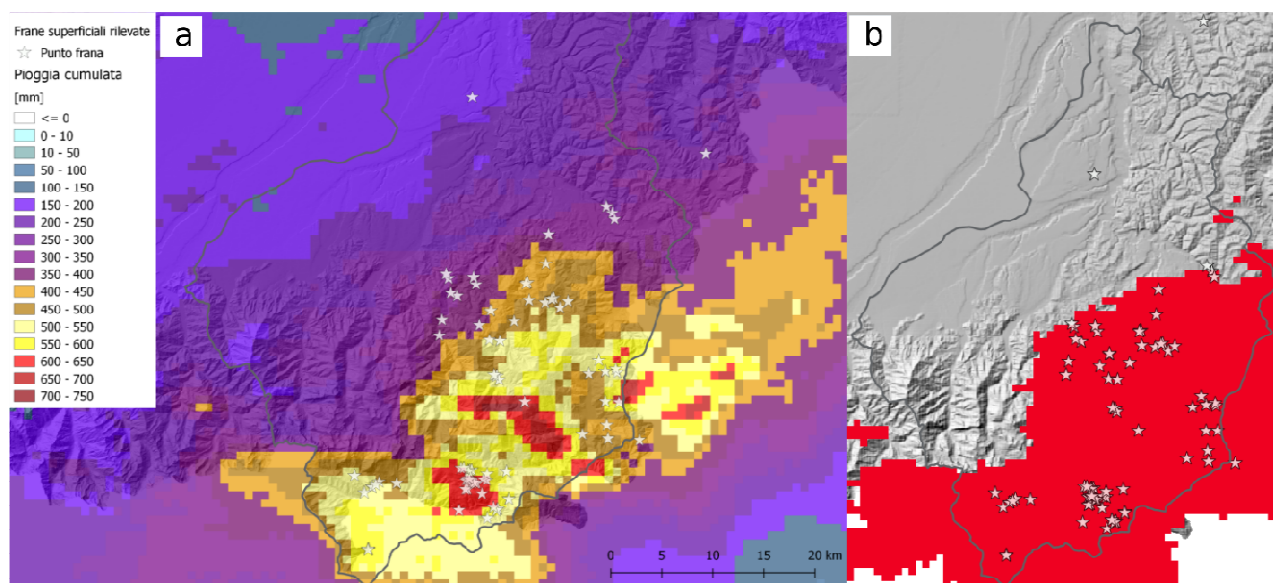 Frane superficiali rilevate
Punto frana
Pioggia cumulata
[mm]
<= 0
0 - 10
10 - 50
50 - 100
100 - 150
150 - 200
200 - 250
250 - 300
300 - 350
350 - 400
400 - 450
450 - 500
500 - 550
550 - 600
600 - 650
650 - 700
700 - 750
a
b
0 5 10 15 20 km